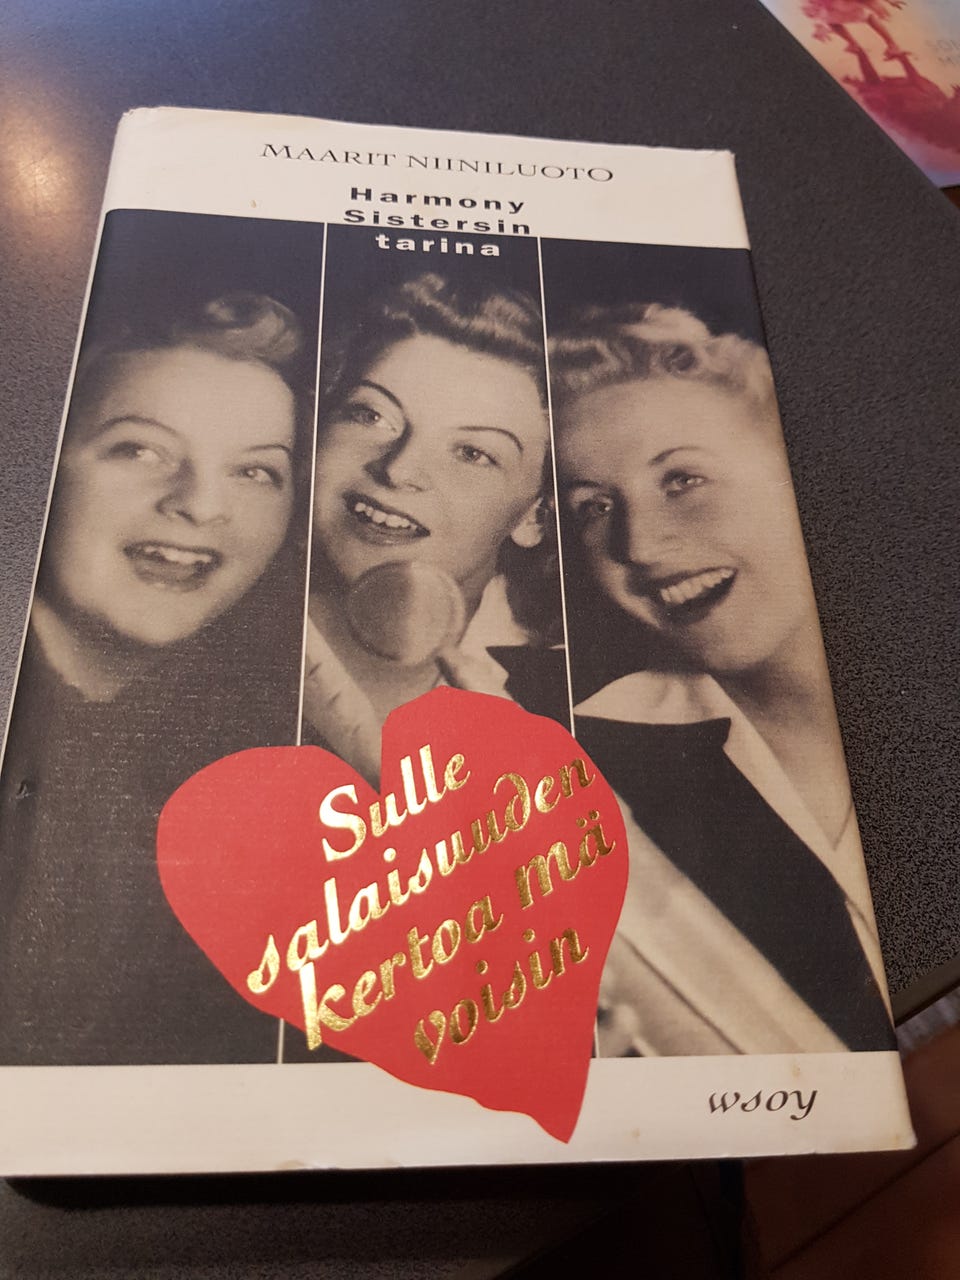 MAARIT NIINILUOTO
Harmony
Sistersin
tarina
Sulle
salaisuuden
kertoa mä
voisin
wsoy